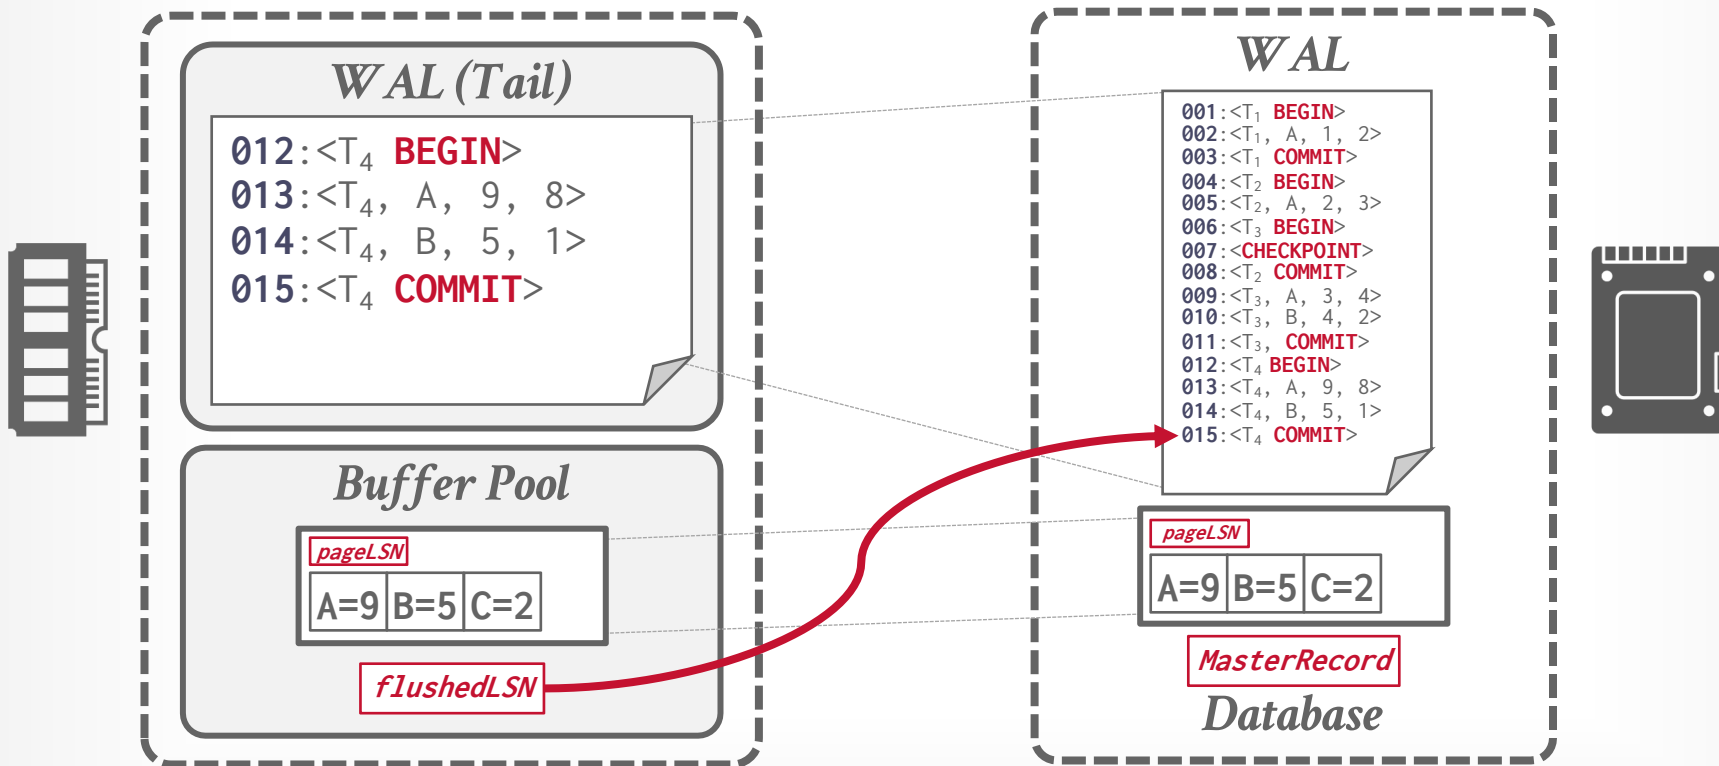 WAL (Tail)
012:<T₄ BEGIN>
013:<T₄, A, 9, 8>
014:<T₄, B, 5, 1>
015:<T₄ COMMIT>
Buffer Pool
pageLSN
A=9 B=5 C=2
flushedLSN
WAL
001:<T₁ BEGIN>
002:<T₁, A, 1, 2>
003:<T₁ COMMIT>
004:<T₂ BEGIN>
005:<T₂, A, 2, 3>
006:<T₃ BEGIN>
007:<CHECKPOINT>
008:<T₂ COMMIT>
009:<T₃, A, 3, 4>
010:<T₃, B, 4, 2>
011:<T₃, COMMIT>
012:<T₄ BEGIN>
013:<T₄, A, 9, 8>
014:<T₄, B, 5, 1>
015:<T₄ COMMIT>
pageLSN
A=9 B=5 C=2
MasterRecord
Database